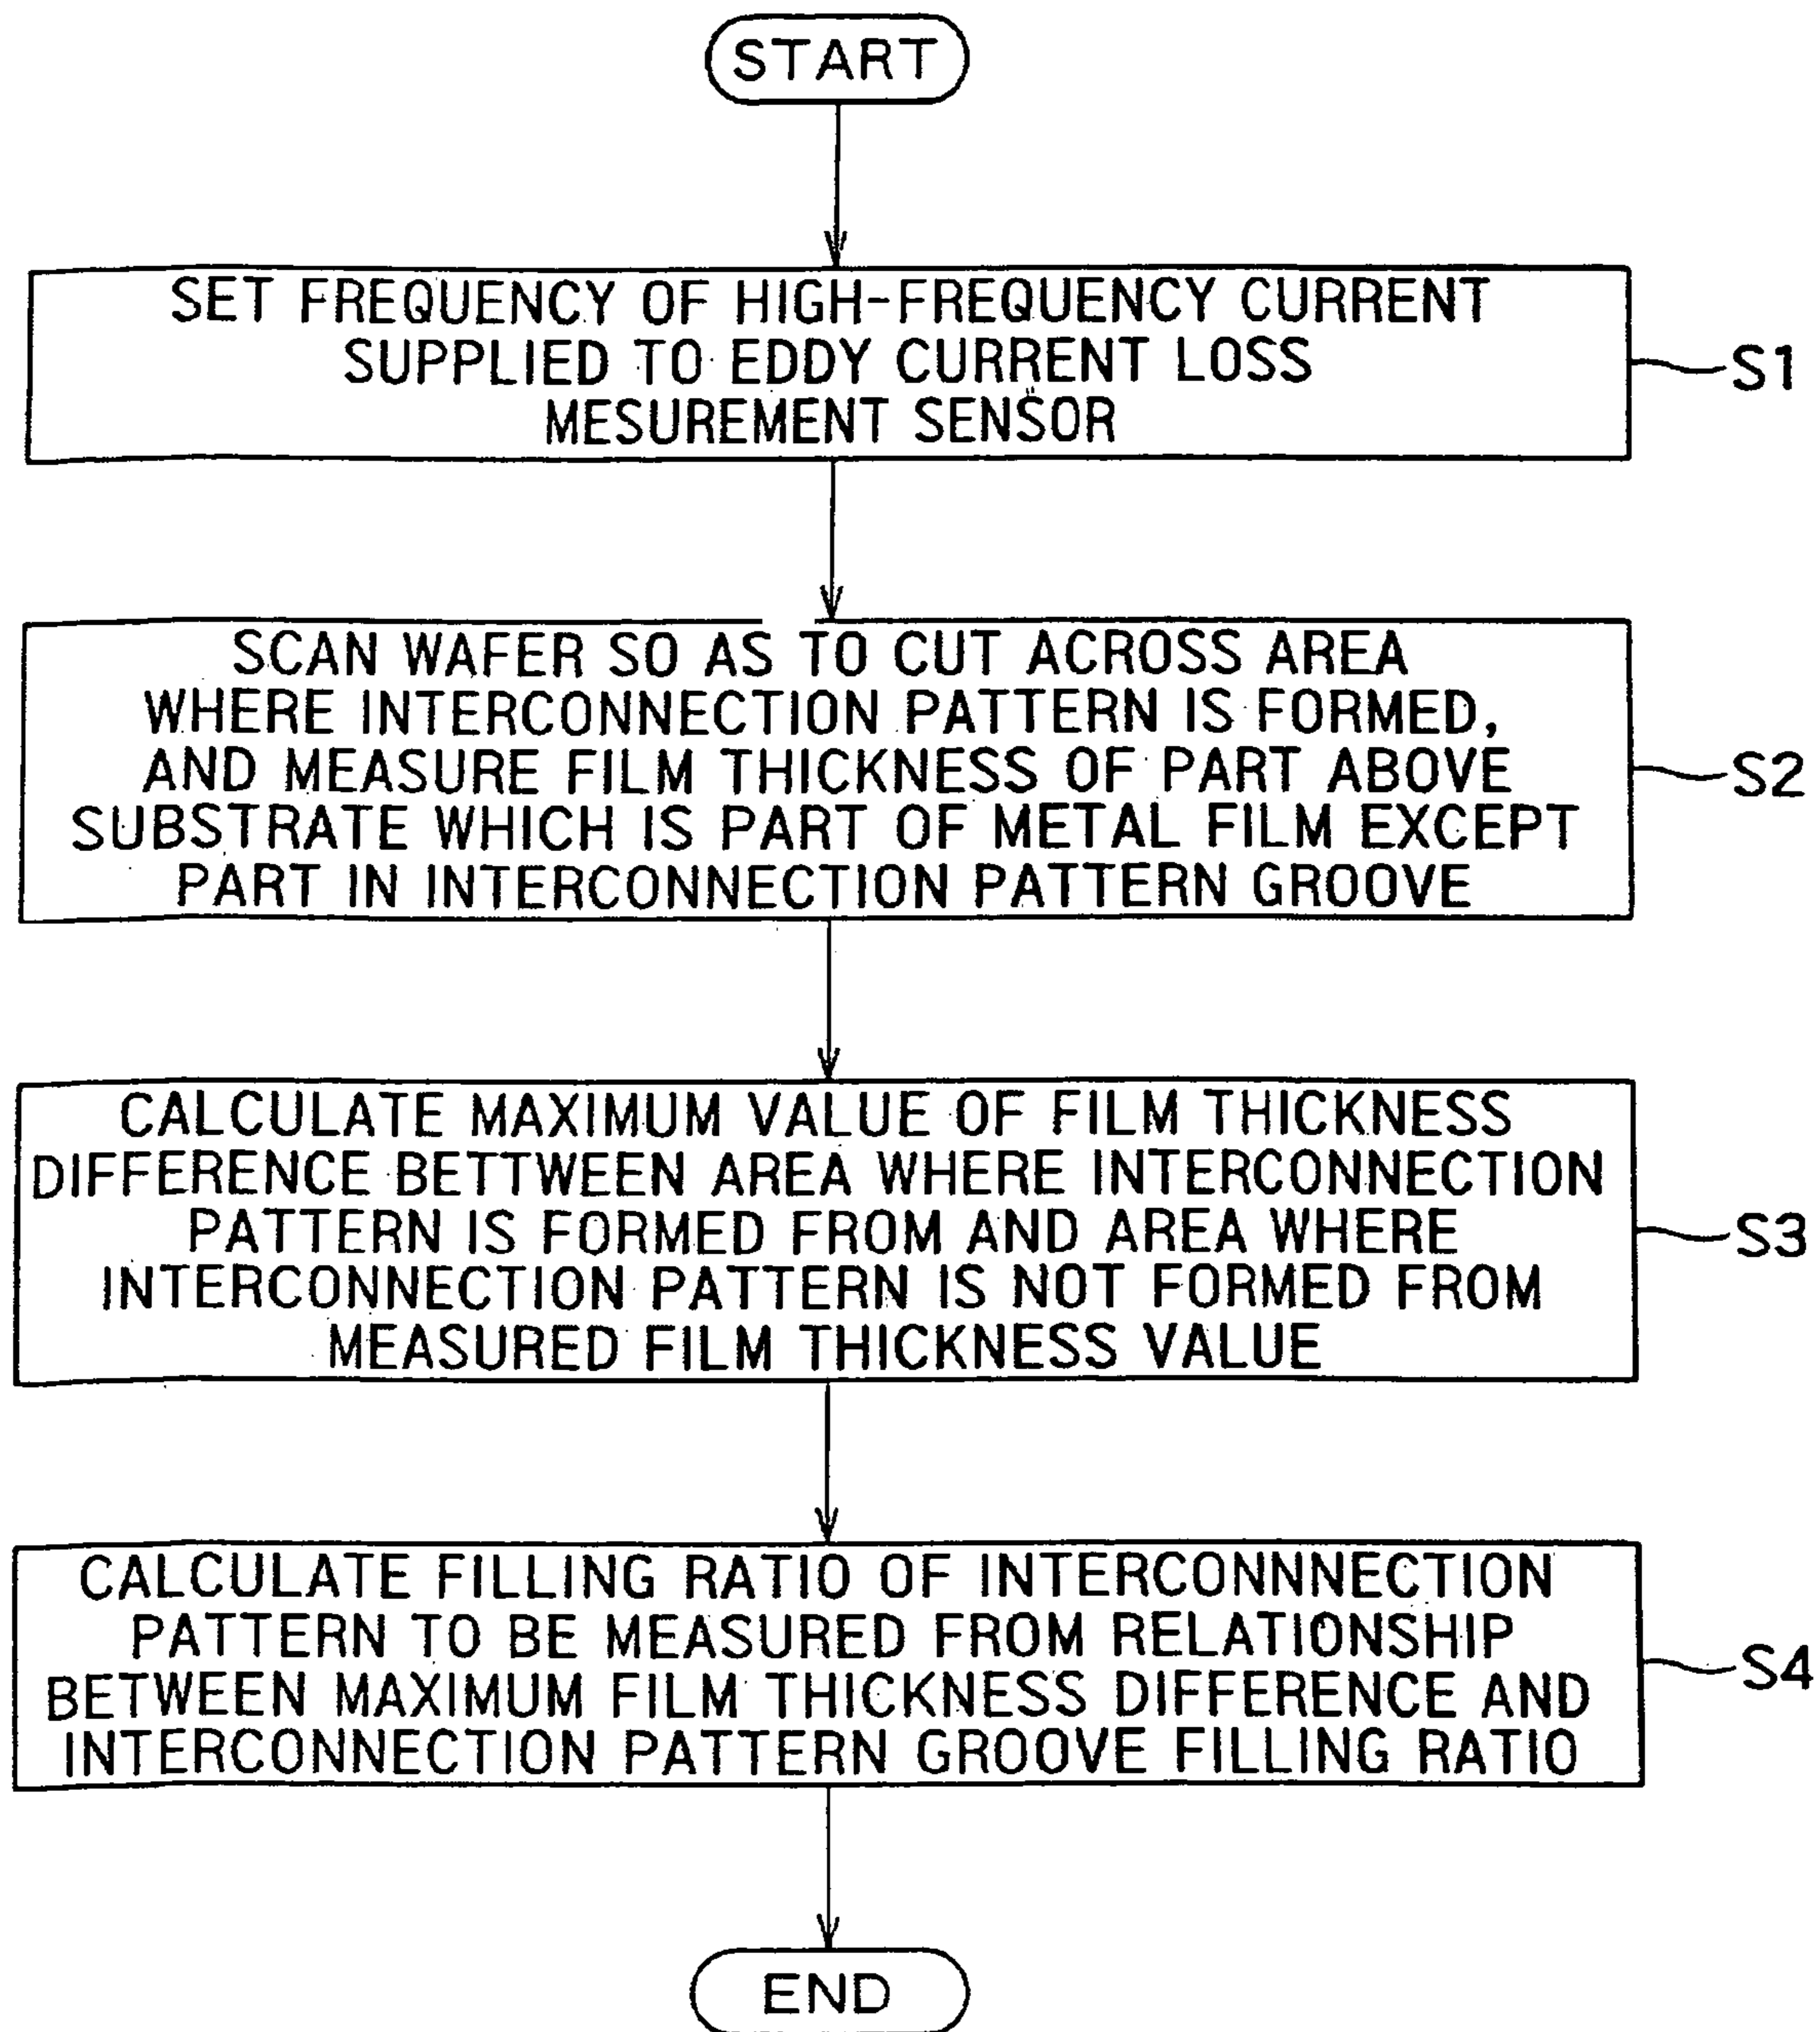 START
SET FREQUENCY OF HIGH-FREQUENCY CURRENT
SUPPLIED TO EDDY CURRENT LOSS
MESUREMENT SENSOR
S1
SCAN WAFER SO AS TO CUT ACROSS AREA
WHERE INTERCONNECTION PATTERN IS FORMED,
AND MEASURE FILM THICKNESS OF PART ABOVE
SUBSTRATE WHICH IS PART OF METAL FILM EXCEPT
PART IN INTERCONNECTION PATTERN GROOVE
S2
CALCULATE MAXIMUM VALUE OF FILM THICKNESS
DIFFERENCE BETTWEEN AREA WHERE INTERCONNECTION
PATTERN IS FORMED FROM AND AREA WHERE
INTERCONNECTION PATTERN IS NOT FORMED FROM
MEASURED FILM THICKNESS VALUE
S3
CALCULATE FILLING RATIO OF INTERCONNNECTION
PATTERN TO BE MEASURED FROM RELATIONSHIP
BETWEEN MAXIMUM FILM THICKNESS DIFFERENCE AND
INTERCONNECTION PATTERN GROOVE FILLING RATIO
S4
END